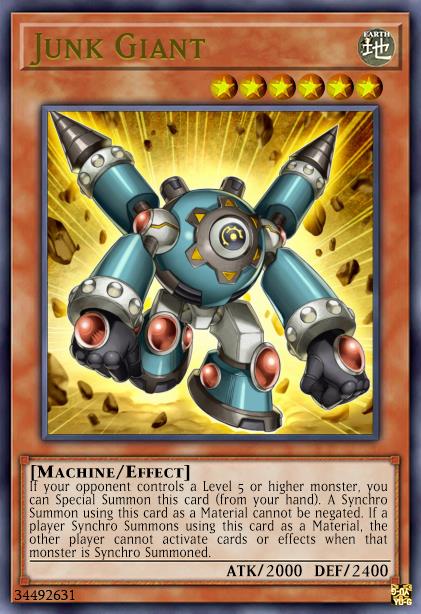 Junk Giant
EARTH
地
[Machine/Effect]
If your opponent controls a Level 5 or higher monster, you
can Special Summon this card (from your hand). A Synchro
Summon using this card as a Material cannot be negated. If a
player Synchro Summons using this card as a Material, the
other player cannot activate cards or effects when that
monster is Synchro Summoned.
ATK/2000 DEF/2400
34492631